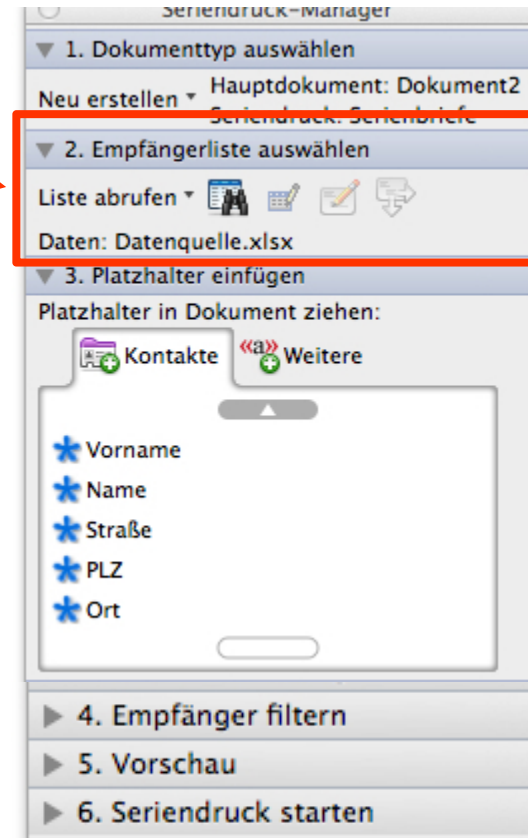 Seriendruck-Manager
1. Dokumenttyp auswählen
Neu erstellen
Hauptdokument: Dokument2
Seriendruck: Serienbriefe
2. Empfängerliste auswählen
Liste abrufen
Daten: Datenquelle.xlsx
3. Platzhalter einfügen
Platzhalter in Dokument ziehen:
Kontakte «a» Weitere
Vorname
Name
Straße
PLZ
Ort
4. Empfänger filtern
5. Vorschau
6. Seriendruck starten